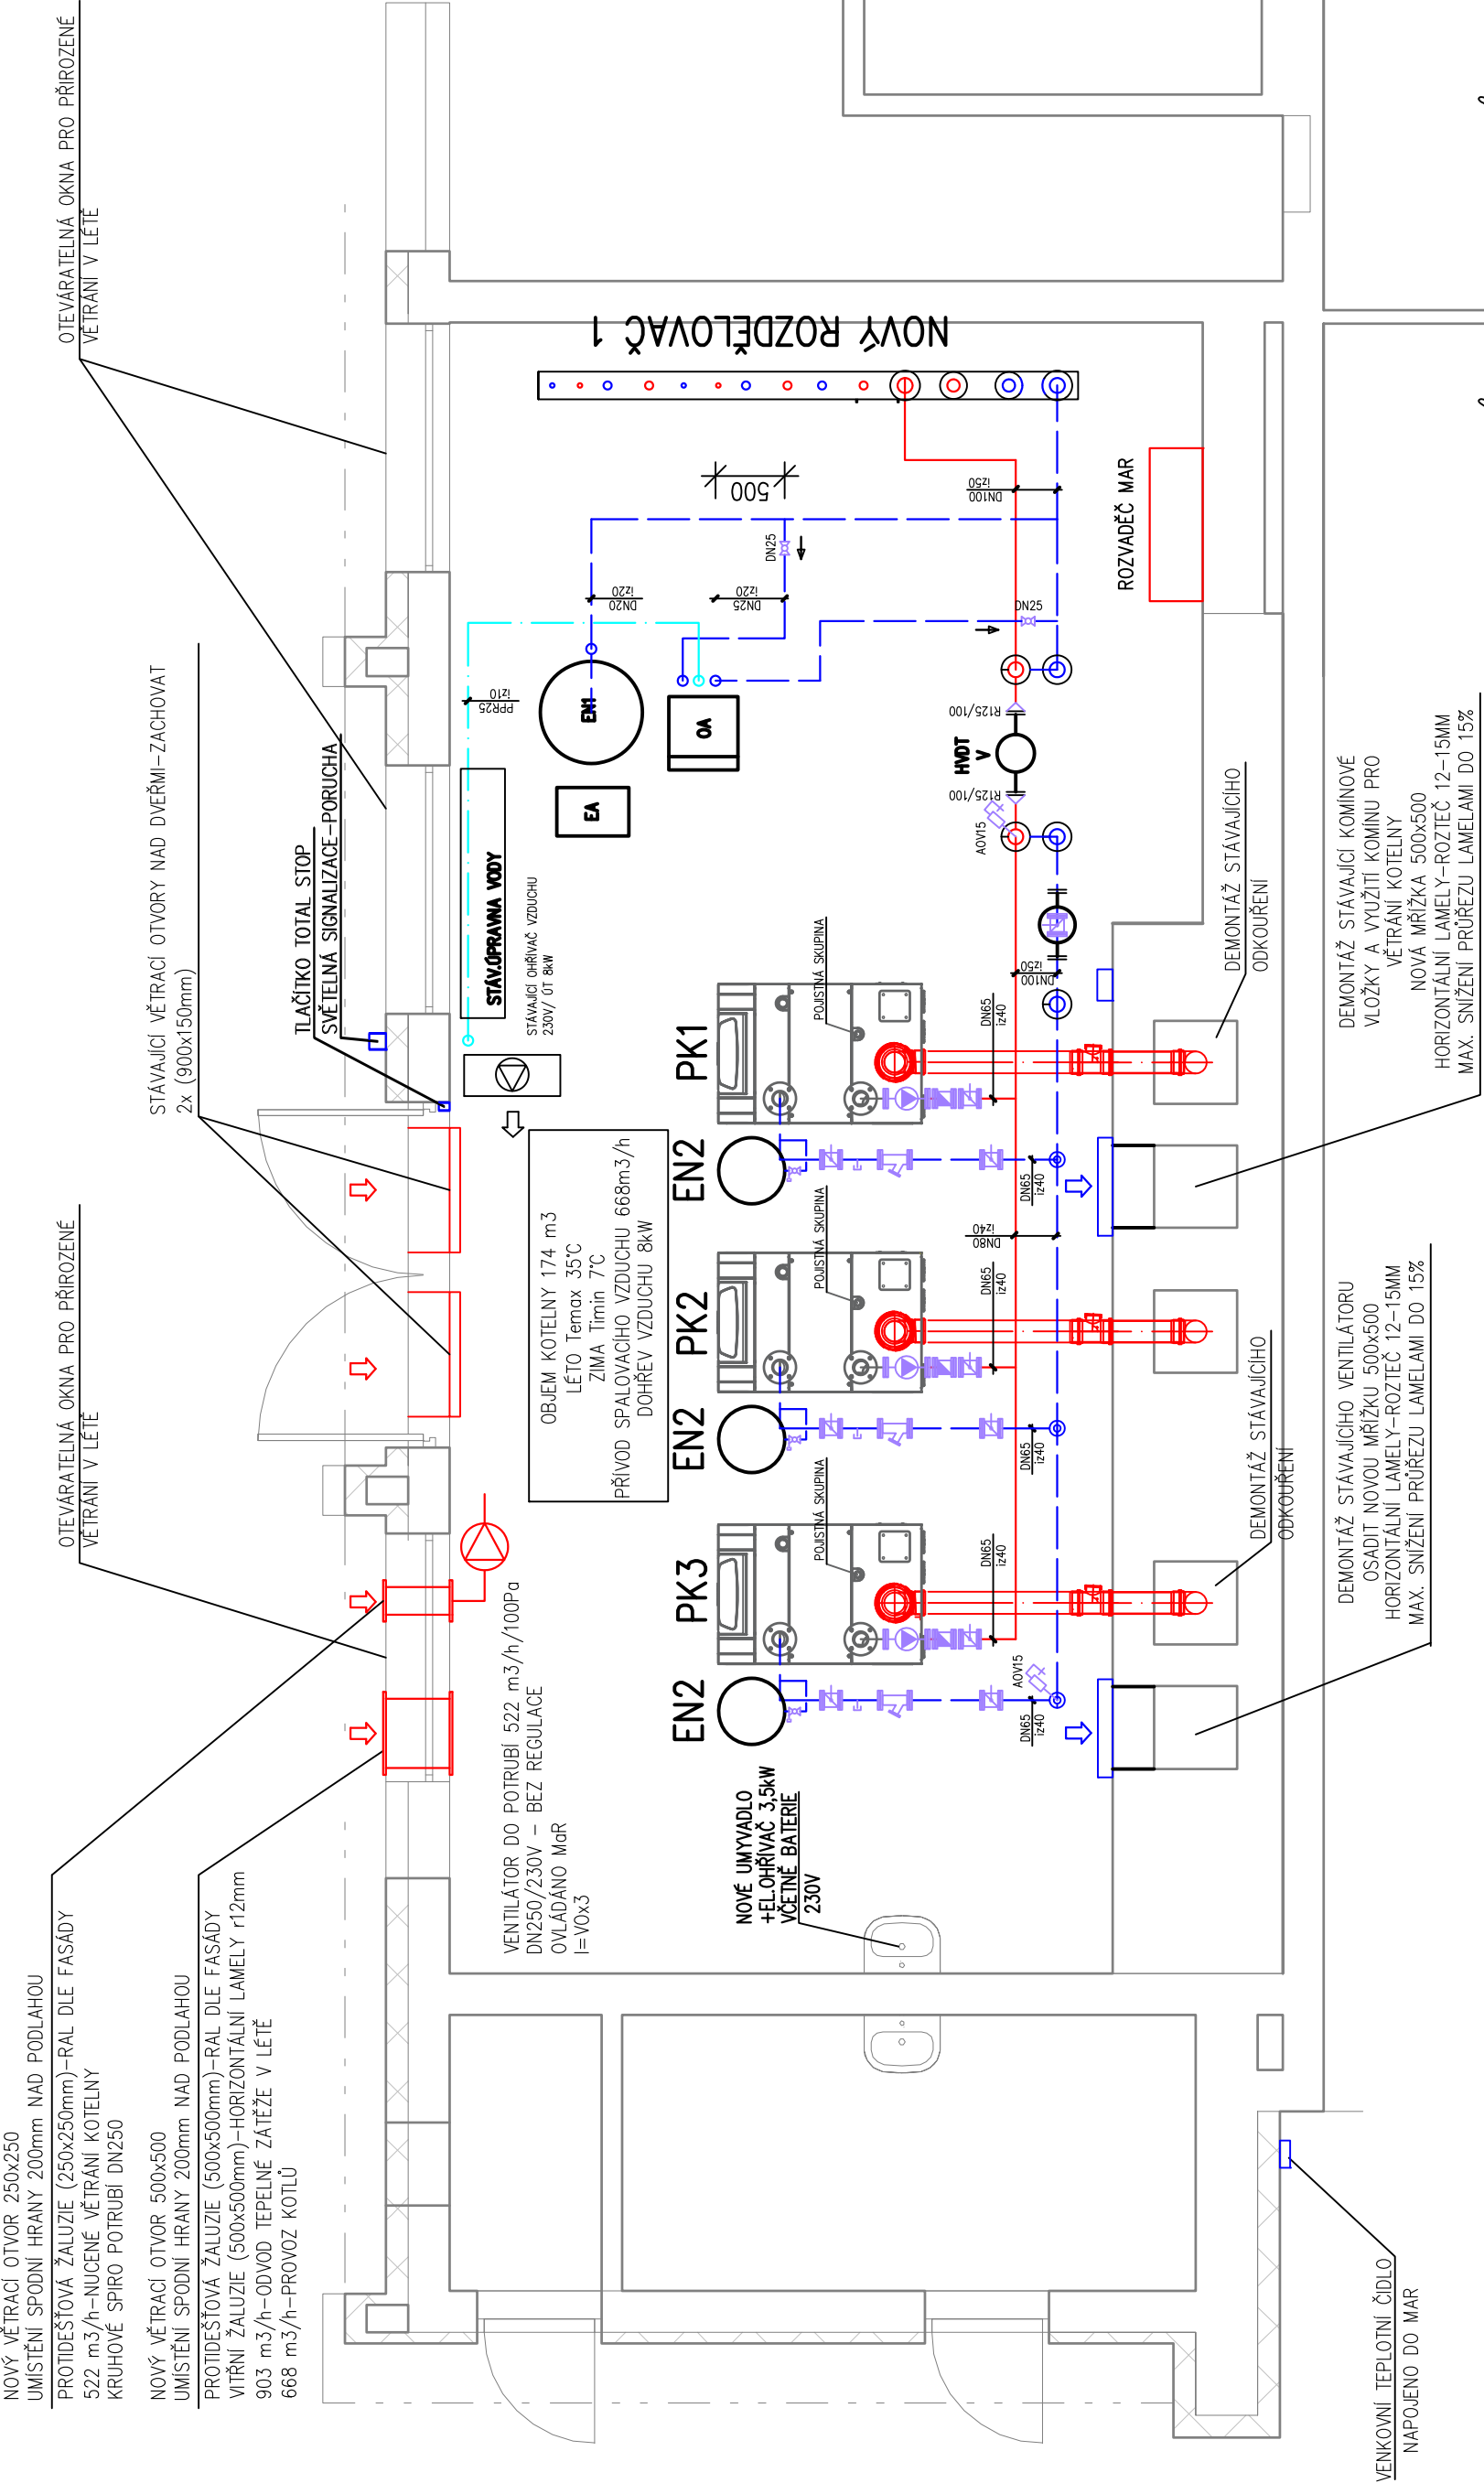 NOVÝ VĚTRACÍ OTVOR 250x250
UMÍSTĚNÍ SPODNÍ HRANY 200mm NAD PODLAHOU
PROTIDEŠŤOVÁ ŽALUZIE (250x250mm)-RAL DLE FASÁDY
522 m3/h-NUCENÉ VĚTRÁNÍ KOTELNY
KRUHOVÉ SPIRO POTRUBÍ DN250
NOVÝ VĚTRACÍ OTVOR 500x500
UMÍSTĚNÍ SPODNÍ HRANY 200mm NAD PODLAHOU
PROTIDEŠŤOVÁ ŽALUZIE (500x500mm)-RAL DLE FASÁDY
VITŘNÍ ŽALUZIE (500x500mm)-HORIZONTÁLNÍ LAMELY r12mm
903 m3/h-ODVOD TEPELNÉ ZÁTĚŽE V LÉTĚ
668 m3/h-PROVOZ KOTLŮ
OTEVÁRATELNÁ OKNA PRO PŘIROZENÉ
VĚTRÁNÍ V LÉTĚ
STÁVAJÍCÍ VĚTRACÍ OTVORY NAD DVEŘMI-ZACHOVAT
2x (900x150mm)
OTEVÁRATELNÁ OKNA PRO PŘIROZENÉ
VĚTRÁNÍ V LÉTĚ
TLAČÍTKO TOTAL STOP
SVĚTELNÁ SIGNALIZACE-PORUCHA
VENTILÁTOR DO POTRUBÍ 522 m3/h/100Pa
DN250/230V - BEZ REGULACE
OVLÁDÁNO MaR
I=V0x3
OBJEM KOTELNY 174 m3
LÉTO Temax 35°C
ZIMA Timin 7°C
PŘÍVOD SPALOVACÍHO VZDUCHU 668m3/h
DOHŘEV VZDUCHU 8kW
STÁV.ÚPRAVNA VODY
STÁVAJÍCÍ OHŘÍVAČ VZDUCHU
230V/ ÚT 8kW
PPR25
iz10
EN1
EA
OA
DN20
iz20
DN25
iz20
DN25
500
NOVÝ ROZDĚLOVAČ 1
NOVÉ UMYVADLO
+EL.OHŘÍVAČ 3,5kW
VČETNĚ BATERIE
230V
EN2
PK3
EN2
PK2
EN2
PK1
POJISTNÁ SKUPINA
POJISTNÁ SKUPINA
POJISTNÁ SKUPINA
DN65
iz40
DN65
iz40
DN65
iz40
DN65
iz40
DN65
iz40
DN65
iz40
AOV15
DN80
iz40
DN100
iz50
AOV15
R125/100
HVDT
V
R125/100
DN25
DN100
iz50
ROZVADĚČ MAR
DEMONTÁŽ STÁVAJÍCÍHO
ODKOUŘENÍ
DEMONTÁŽ STÁVAJÍCÍHO
ODKOUŘENÍ
DEMONTÁŽ STÁVAJÍCÍHO VENTILÁTORU
OSADIT NOVOU MŘÍŽKU 500x500
HORIZONTÁLNÍ LAMELY-ROZTEČ 12-15MM
MAX. SNÍŽENÍ PRŮŘEZU LAMELAMI DO 15%
DEMONTÁŽ STÁVAJÍCÍ KOMÍNOVÉ
VLOŽKY A VYUŽITÍ KOMÍNU PRO
VĚTRÁNÍ KOTELNY
NOVÁ MŘÍŽKA 500x500
HORIZONTÁLNÍ LAMELY-ROZTEČ 12-15MM
MAX. SNÍŽENÍ PRŮŘEZU LAMELAMI DO 15%
VENKOVNÍ TEPLOTNÍ ČIDLO
NAPOJENO DO MAR